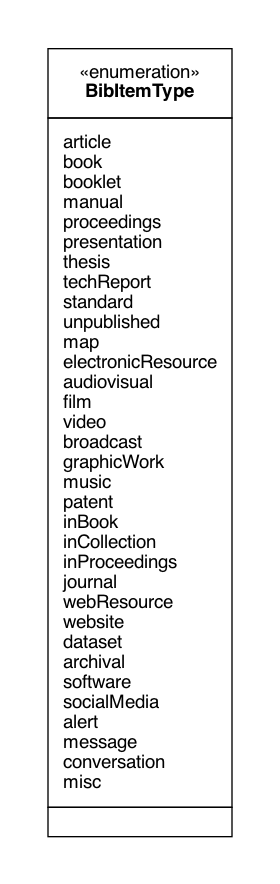 «enumeration»
BibItemType
article
book
booklet
manual
proceedings
presentation
thesis
techReport
standard
unpublished
map
electronicResource
audiovisual
film
video
broadcast
graphicWork
music
patent
inBook
inCollection
inProceedings
journal
webResource
website
dataset
archival
software
socialMedia
alert
message
conversation
misc